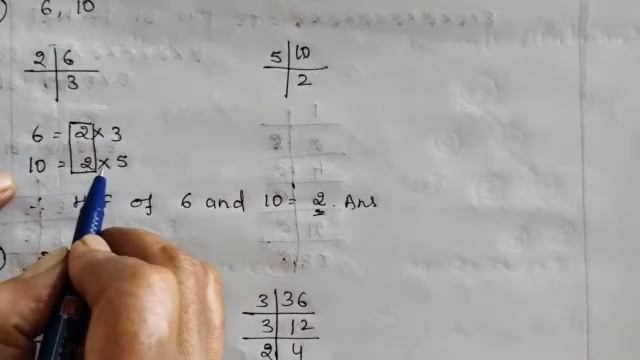 6, 10
2 | 6
3
5 | 10
2
6 = 2 × 3
10 = 2 × 5
∴ of 6 and 10 = 2. Ans
3 | 36
3 | 12
2 | 4